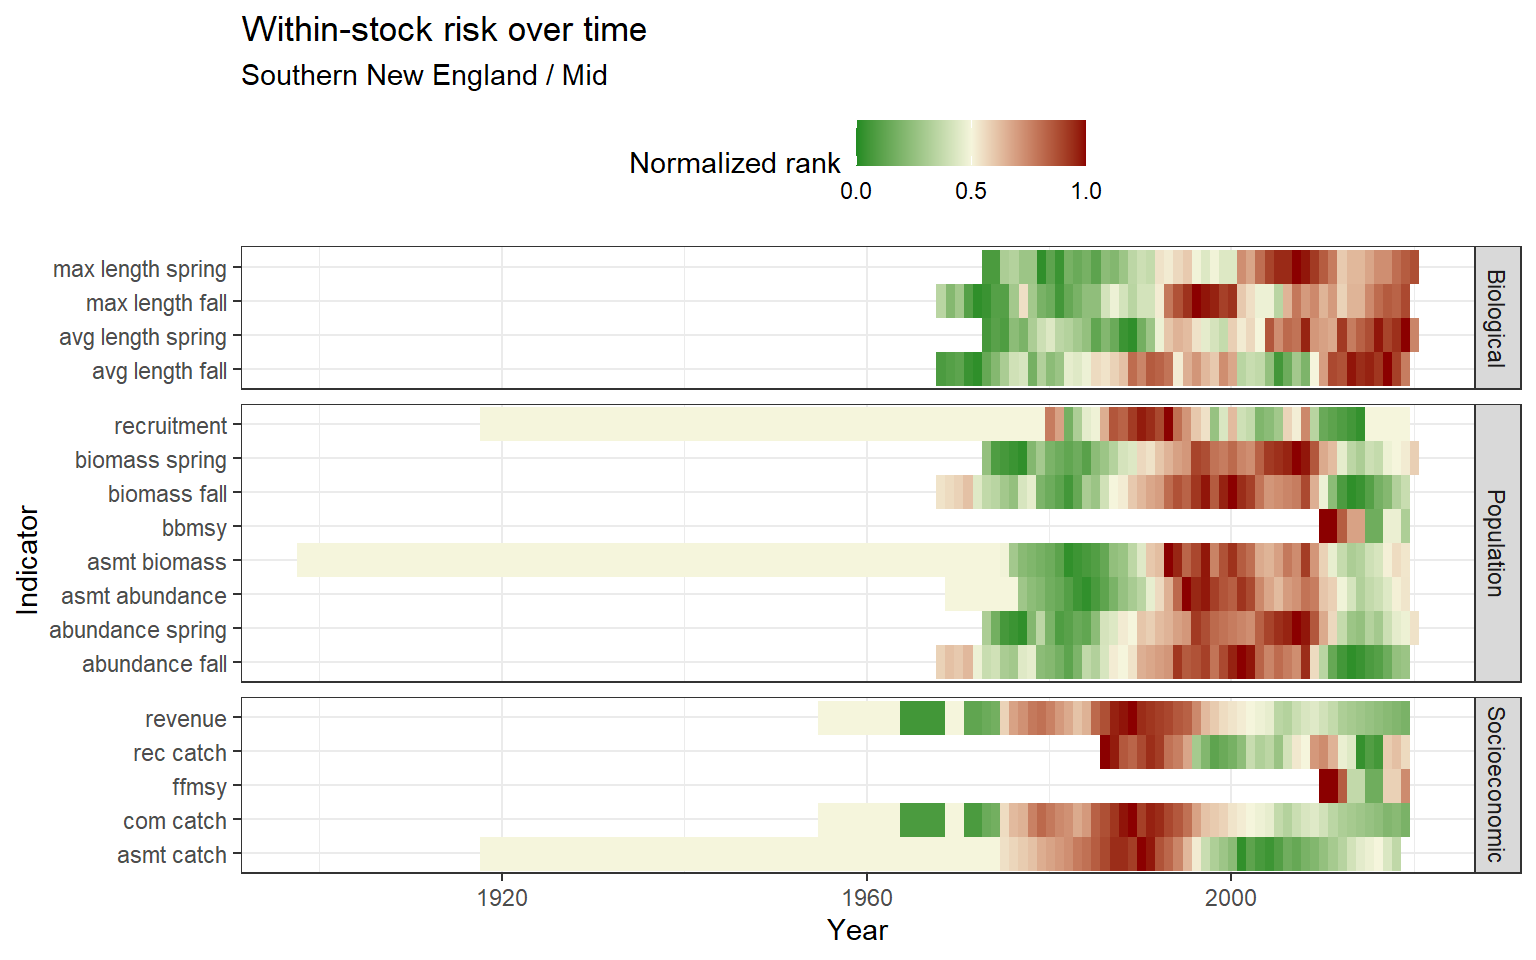 Within-stock risk over time
Southern New England / Mid
Normalized rank
0.0 0.5 1.0
Indicator
max length spring
max length fall
avg length spring
avg length fall
Biological
recruitment
biomass spring
biomass fall
bbmsy
asmt biomass
asmt abundance
abundance spring
abundance fall
Population
revenue
rec catch
ffmsy
com catch
asmt catch
Socioeconomic
1920 1960 2000
Year